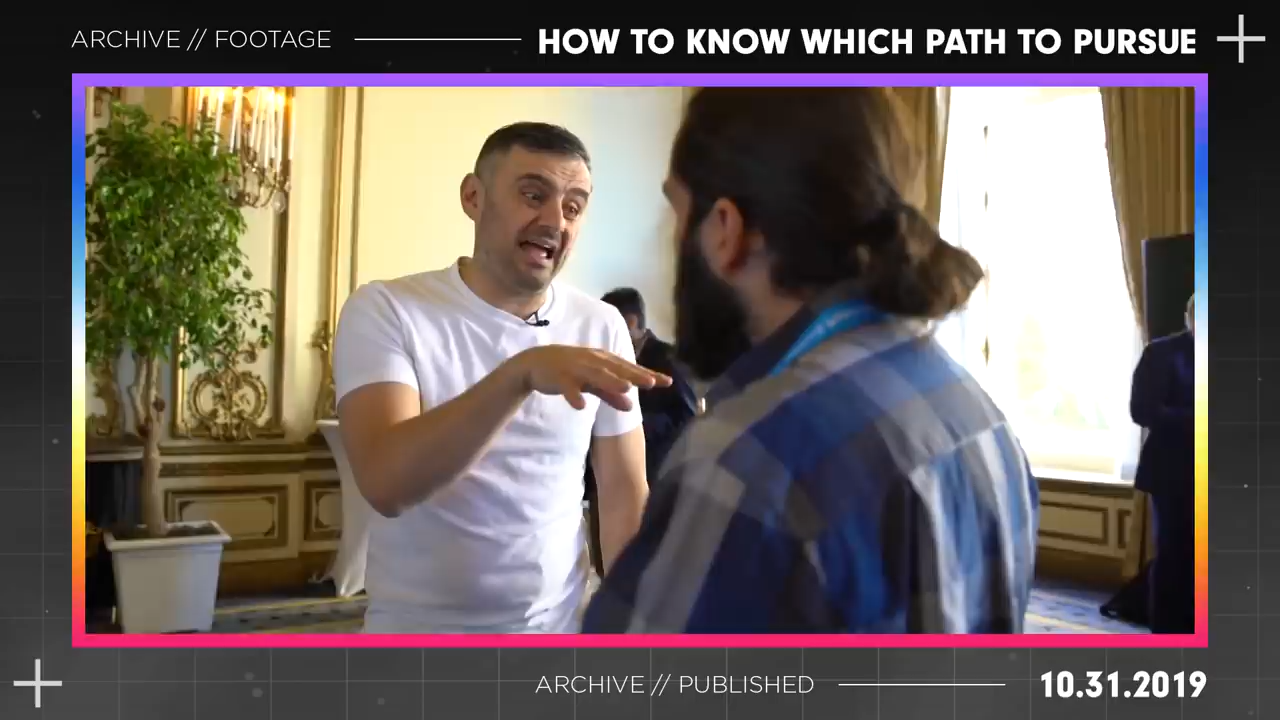 ARCHIVE // FOOTAGE
HOW TO KNOW WHICH PATH TO PURSUE
ARCHIVE // PUBLISHED
10.31.2019